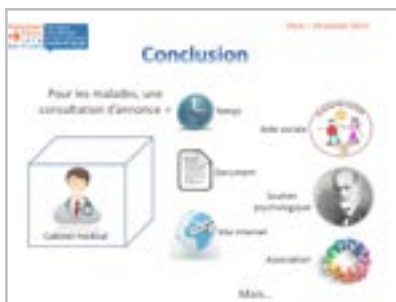 Conclusion
Pour les malades, une
consultation d'annonce =
Temps
Aide sociale
Document
Soutien
psychologique
Cabinet médical
Site internet
Association
Mais...